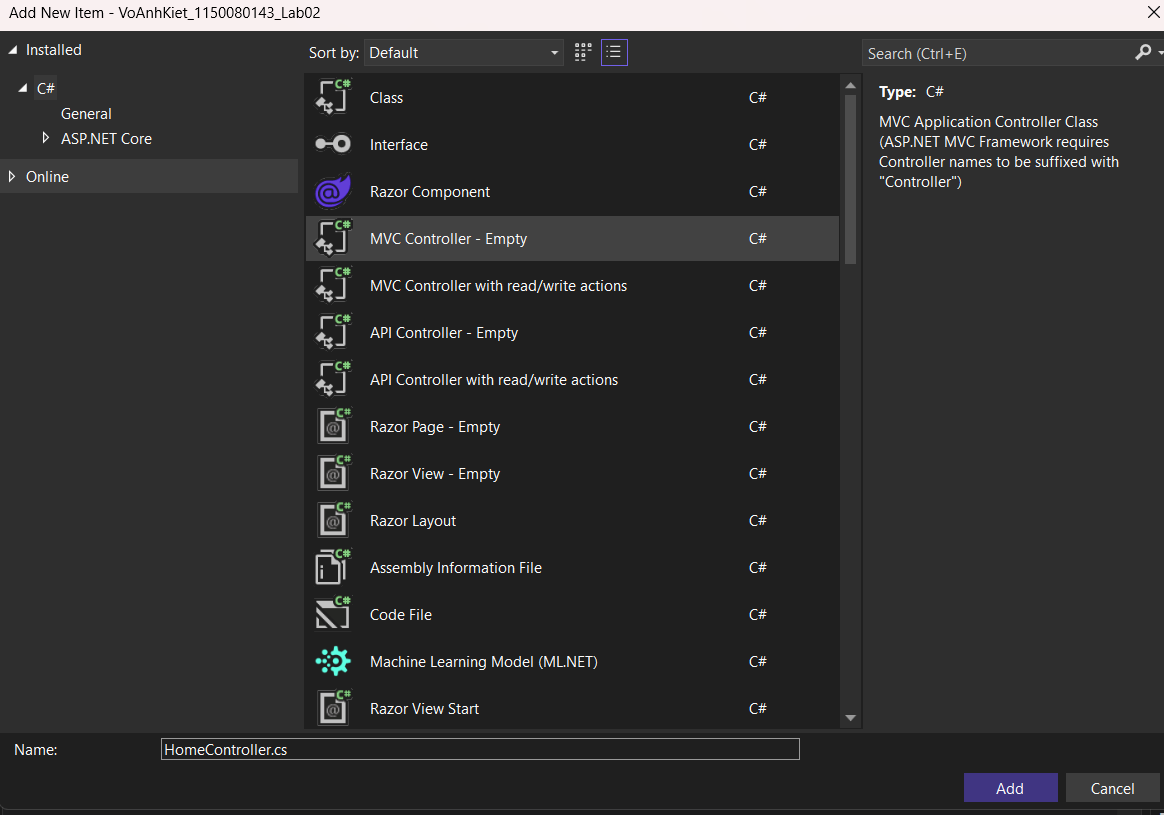 Add New Item - VoAnhKiet_1150080143_Lab02
Installed
C#
General
ASP.NET Core
Online
Sort by: Default
Search (Ctrl+E)
Class C#
Interface C#
Razor Component C#
MVC Controller - Empty C#
MVC Controller with read/write actions C#
API Controller - Empty C#
API Controller with read/write actions C#
Razor Page - Empty C#
Razor View - Empty C#
Razor Layout C#
Assembly Information File C#
Code File C#
Machine Learning Model (ML.NET) C#
Razor View Start C#
Type: C#
MVC Application Controller Class
(ASP.NET MVC Framework requires
Controller names to be suffixed with
"Controller")
Name: HomeController.cs
Add Cancel